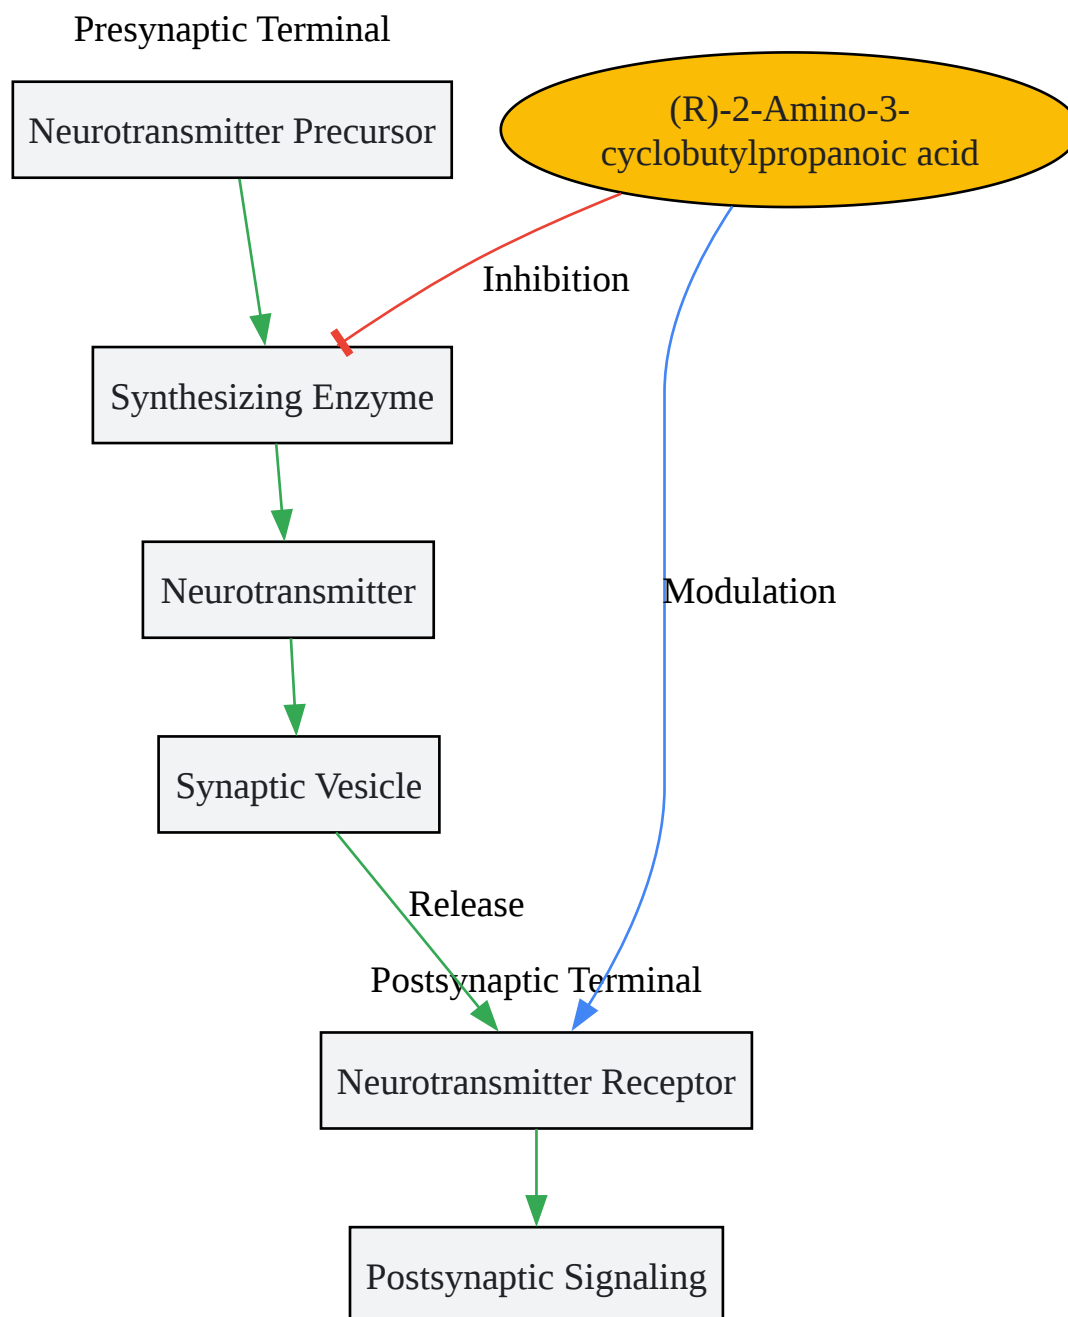 Presynaptic Terminal
Neurotransmitter Precursor
(R)-2-Amino-3-
cyclobutylpropanoic acid
Inhibition
Synthesizing Enzyme
Neurotransmitter
Modulation
Synaptic Vesicle
Release
Postsynaptic Terminal
Neurotransmitter Receptor
Postsynaptic Signaling